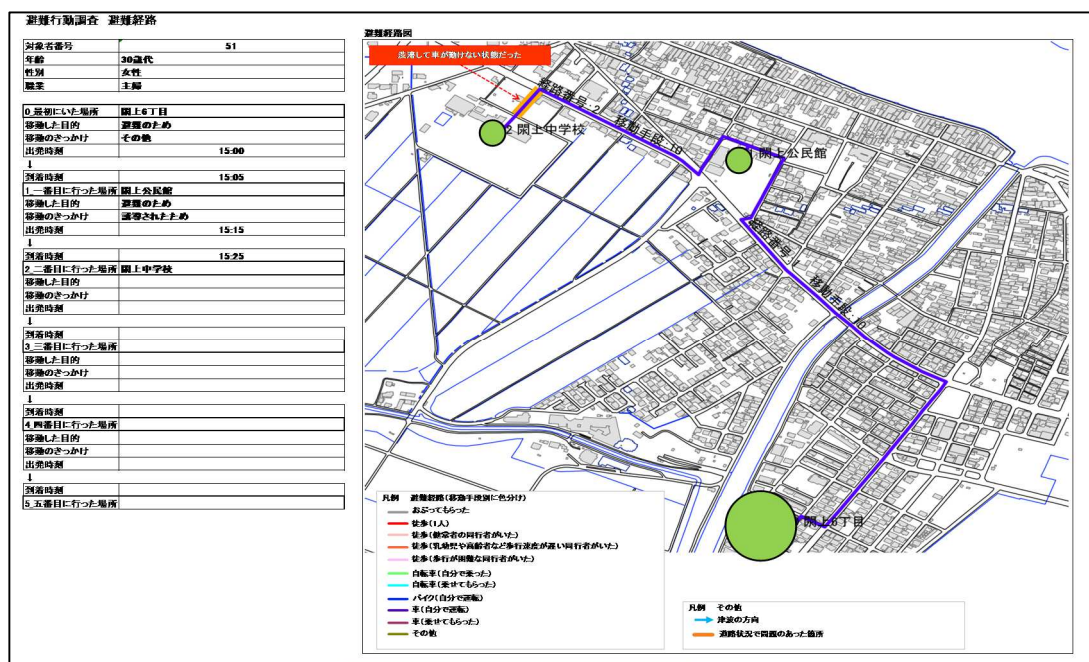 避難行動調査 避難経路
対象者番号 51
年齢 30歳代
性別 女性
職業 主婦
0_最初にいた場所 閖上6丁目
移動した目的 避難のため
移動のきっかけ その他
出発時刻 15:00
↓
到着時刻 15:05
1_一番目に行った場所 閖上公民館
移動した目的 避難のため
移動のきっかけ 誘導されたため
出発時刻 15:15
↓
到着時刻 15:25
2_二番目に行った場所 閖上中学校
移動した目的
移動のきっかけ
出発時刻
↓
到着時刻
3_三番目に行った場所
移動した目的
移動のきっかけ
出発時刻
↓
到着時刻
4_四番目に行った場所
移動した目的
移動のきっかけ
出発時刻
↓
到着時刻
5_五番目に行った場所
避難経路図
渋滞して車が動けない状態だった
経路番号:2 移動手段:10
2 閖上中学校
1 閖上公民館
経路番号:1 移動手段:10
閖上6丁目
凡例 避難経路(移動手段別に色分け)
おぶってもらった
徒歩(1人)
徒歩(健常者の同行者がいた)
徒歩(乳幼児や高齢者など歩行速度が遅い同行者がいた)
徒歩(歩行が困難な同行者がいた)
自転車(自分で乗った)
自転車(乗せてもらった)
バイク(自分で運転)
車(自分で運転)
車(乗せてもらった)
その他
凡例 その他
津波の方向
道路状況で問題のあった箇所